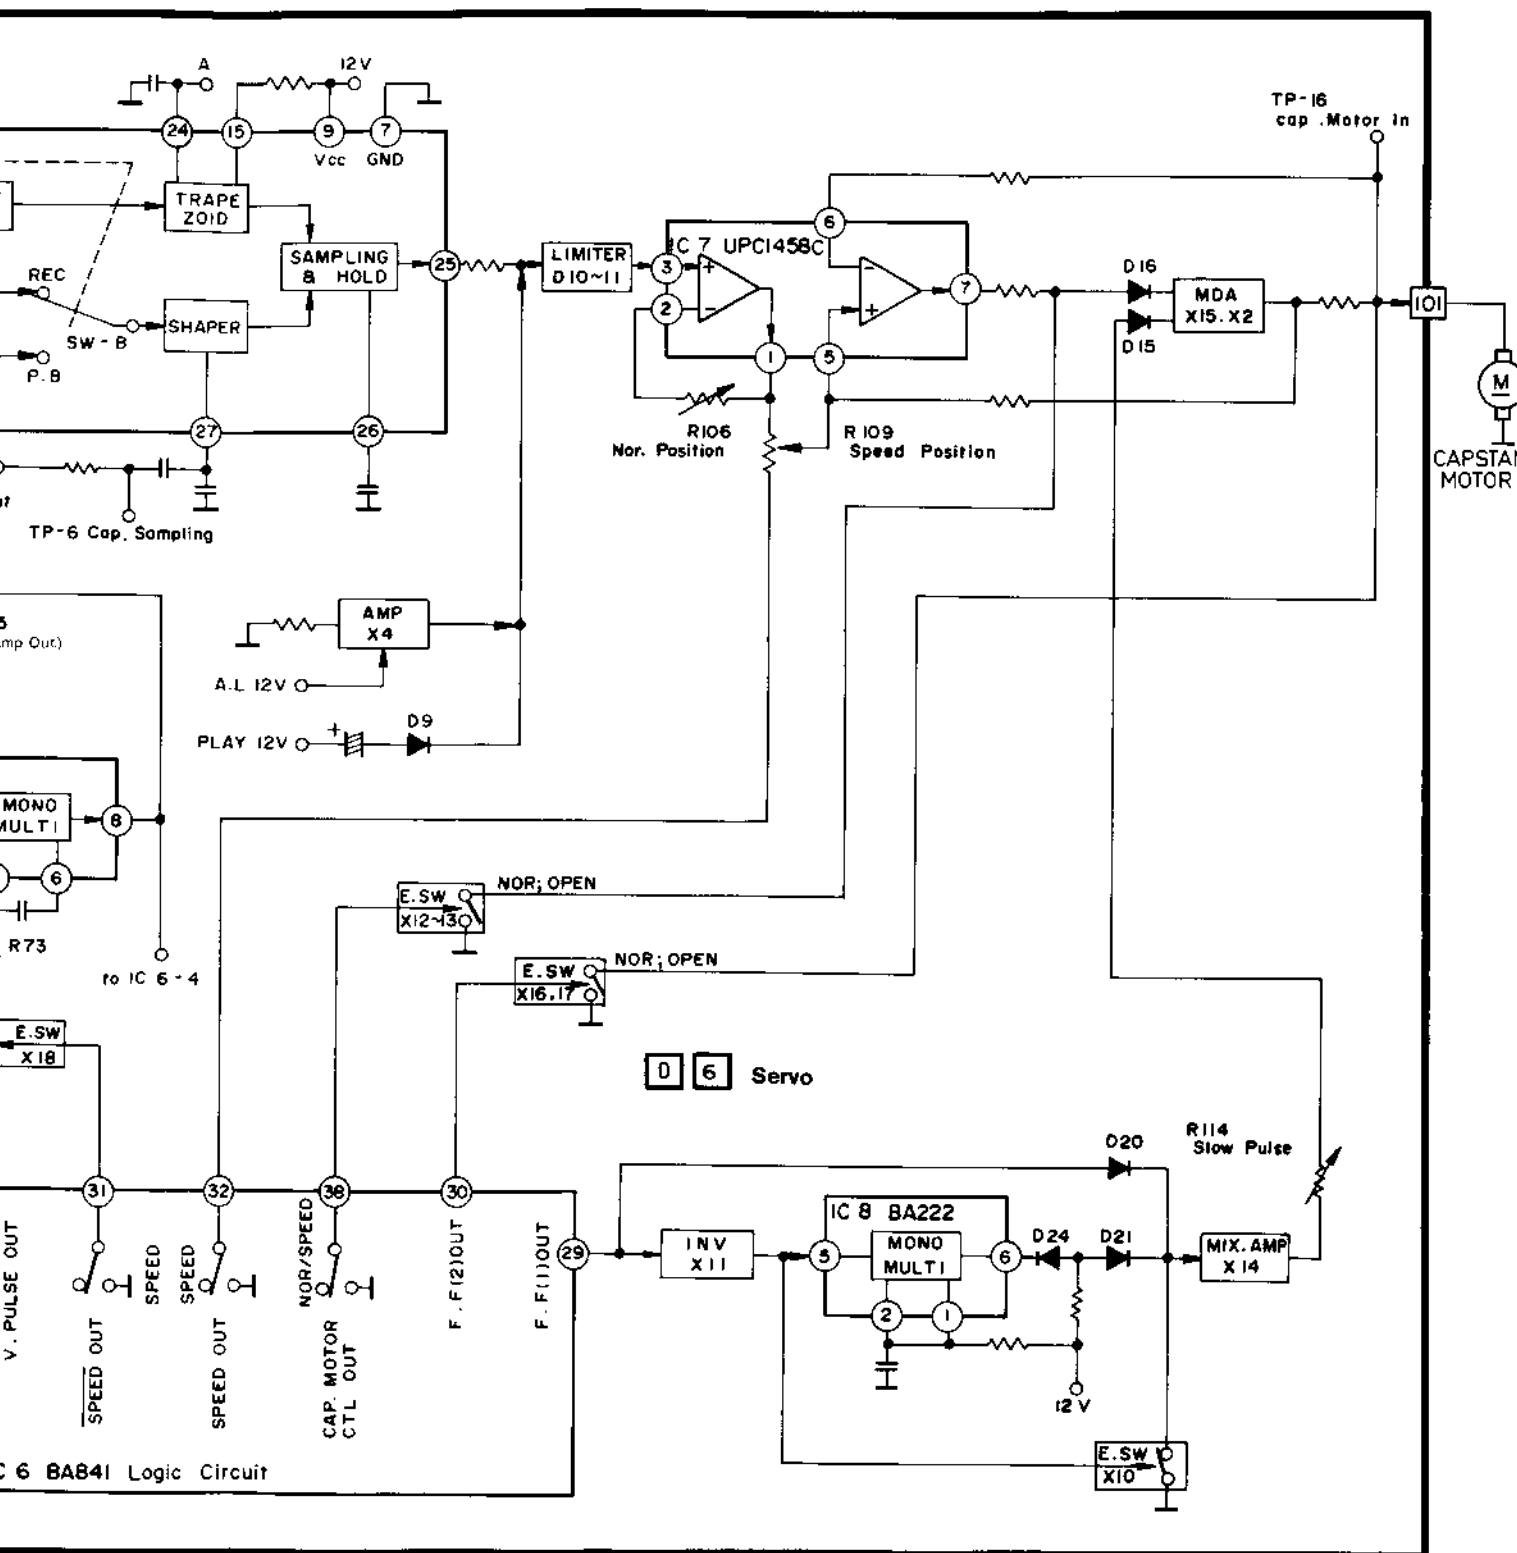 A
12V
24
15
9
7
Vcc
GND
TRAPE
ZOID
SAMPLING
& HOLD
25
REC
SW-B
P.B
SHAPER
27
26
TP-6 Cap. Sampling
LIMITER
D10~11
IC 7 UPC1458C
3
+
2
-
6
-
+
7
1
5
R106
Nor. Position
R109
Speed Position
TP-16
cap .Motor In
D16
D15
MDA
X15. X2
101
M
CAPSTAN
MOTOR
mp Out)
AMP
X4
A.L 12V
PLAY 12V
+
D9
MONO
MULTI
8
6
R73
to IC 6-4
E.SW
X18
E.SW
X12~13
NOR; OPEN
E.SW
X16.17
NOR; OPEN
D 6 Servo
31
32
38
30
29
V. PULSE OUT
SPEED
SPEED OUT
SPEED
SPEED OUT
NOR/SPEED
CAP. MOTOR
CTL OUT
F.F(2)OUT
F.F(1)OUT
C 6 BA841 Logic Circuit
INV
X11
IC 8 BA222
5
MONO
MULTI
6
2
1
D24
D21
D20
12V
R114
Slow Pulse
MIX. AMP
X14
E.SW
X10